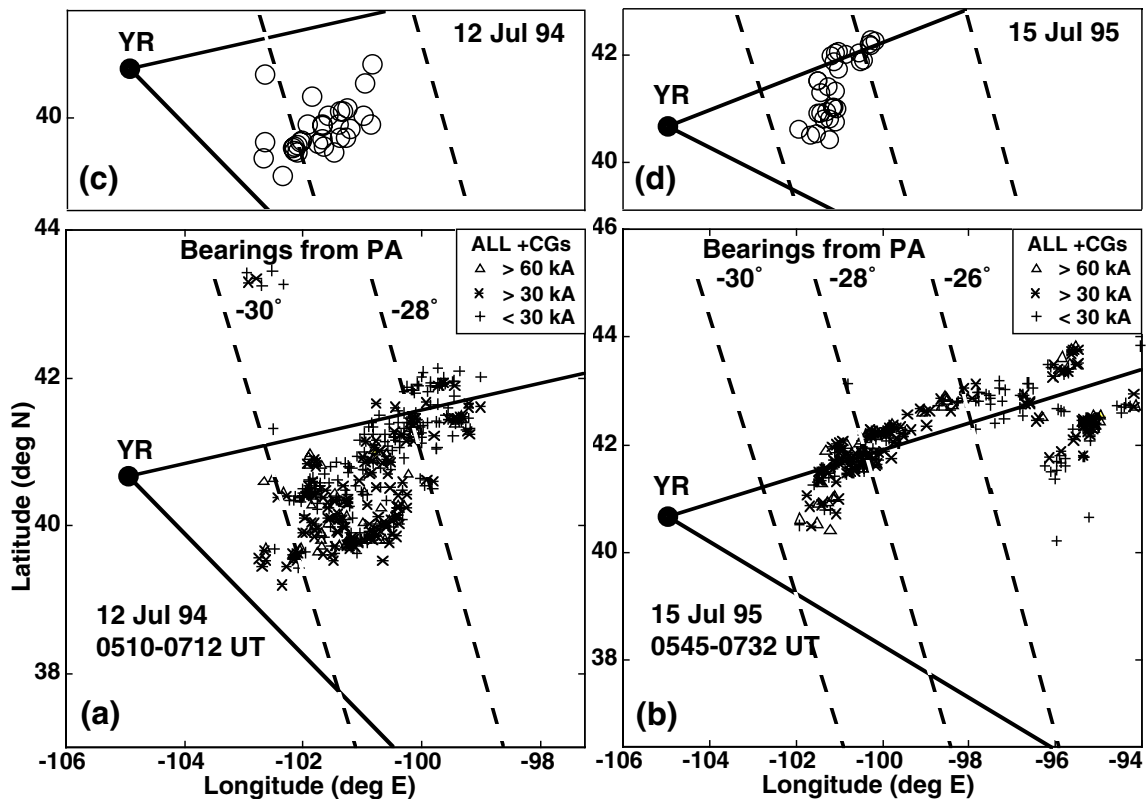 YR
12 Jul 94
40
(c)
YR
15 Jul 95
42
40
(d)
44
42
40
38
Latitude (deg N)
Bearings from PA
-30°
-28°
ALL +CGs
> 60 kA
> 30 kA
< 30 kA
YR
12 Jul 94
0510-0712 UT
(a)
-106
-104
-102
-100
-98
Longitude (deg E)
46
44
42
40
38
Bearings from PA
-30°
-28°
-26°
ALL +CGs
> 60 kA
> 30 kA
< 30 kA
YR
15 Jul 95
0545-0732 UT
(b)
-106
-104
-102
-100
-98
-96
-94
Longitude (deg E)